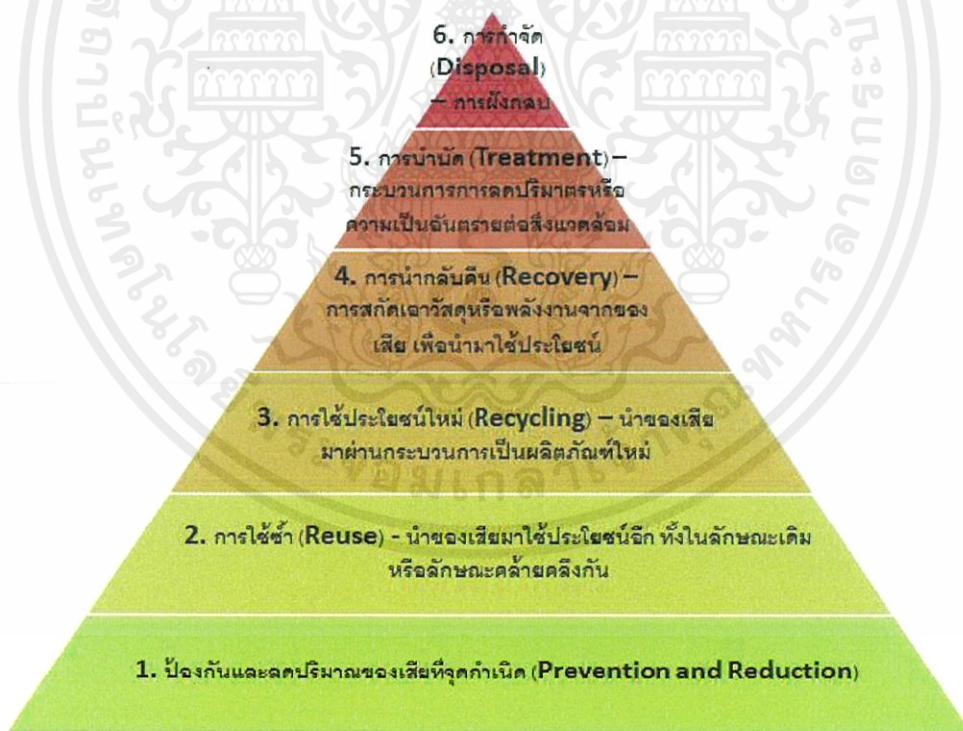 6. การกำจัด
(Disposal)
– การฝังกลบ
5. การบำบัด (Treatment) –
กระบวนการการลดปริมาตรหรือ
ความเป็นอันตรายต่อสิ่งแวดล้อม
4. การนำกลับคืน (Recovery) –
การสกัดเอาวัสดุหรือพลังงานจากของ
เสีย เพื่อนำมาใช้ประโยชน์
3. การใช้ประโยชน์ใหม่ (Recycling) – นำของเสีย
มาผ่านกระบวนการเป็นผลิตภัณฑ์ใหม่
2. การใช้ซ้ำ (Reuse) - นำของเสียมาใช้ประโยชน์อีก ทั้งในลักษณะเดิม
หรือลักษณะคล้ายคลึงกัน
1. ป้องกันและลดปริมาณของเสียที่จุดกำเนิด (Prevention and Reduction)